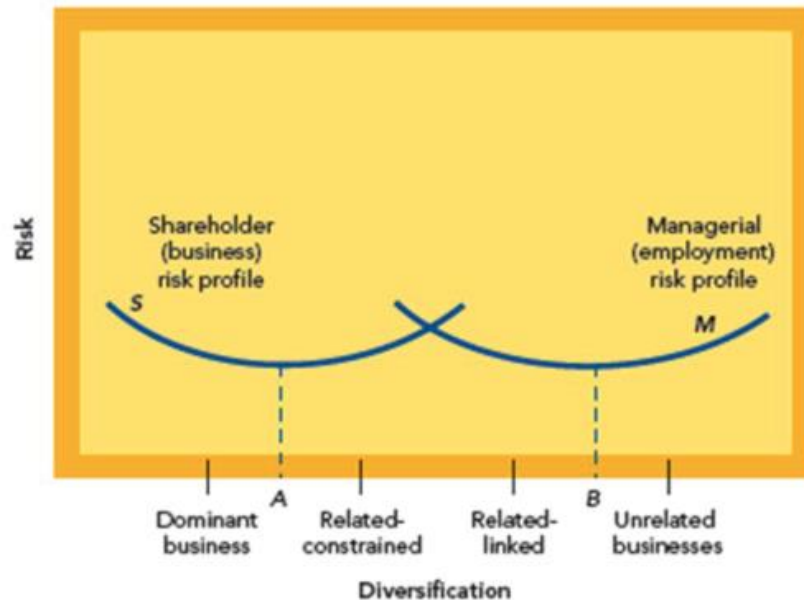 Risk
Shareholder
(business)
risk profile
S
Managerial
(employment)
risk profile
M
A
B
Dominant
business
Related-
constrained
Related-
linked
Unrelated
businesses
Diversification